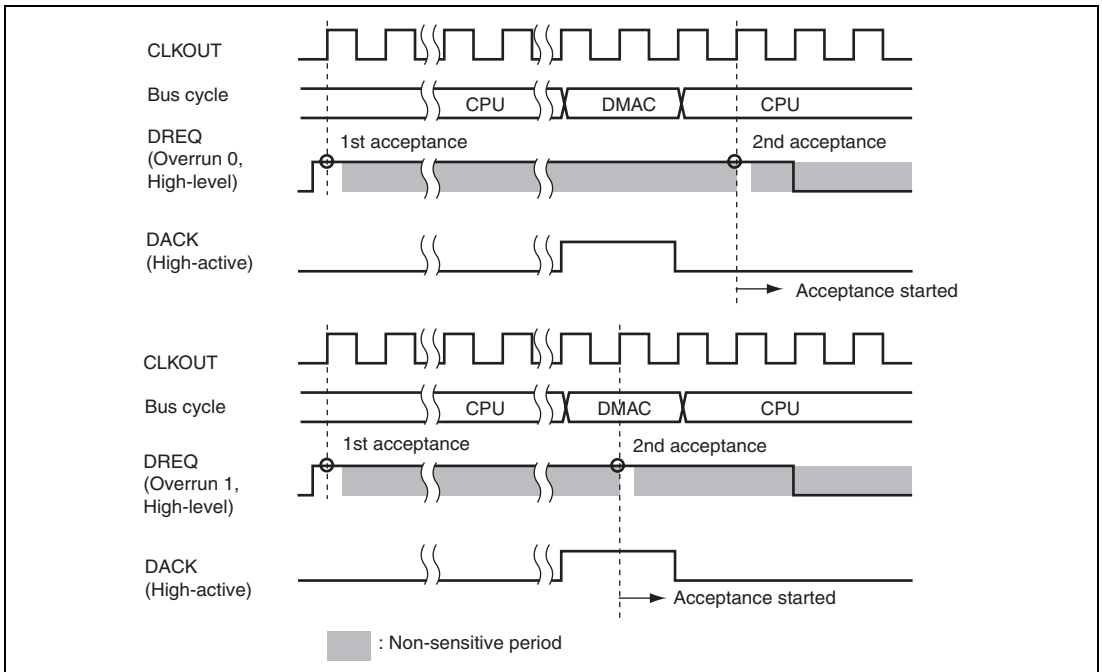 CLKOUT
Bus cycle
CPU
DMAC
CPU
DREQ
(Overrun 0,
High-level)
1st acceptance
2nd acceptance
DACK
(High-active)
Acceptance started
CLKOUT
Bus cycle
CPU
DMAC
CPU
DREQ
(Overrun 1,
High-level)
1st acceptance
2nd acceptance
DACK
(High-active)
Acceptance started
: Non-sensitive period